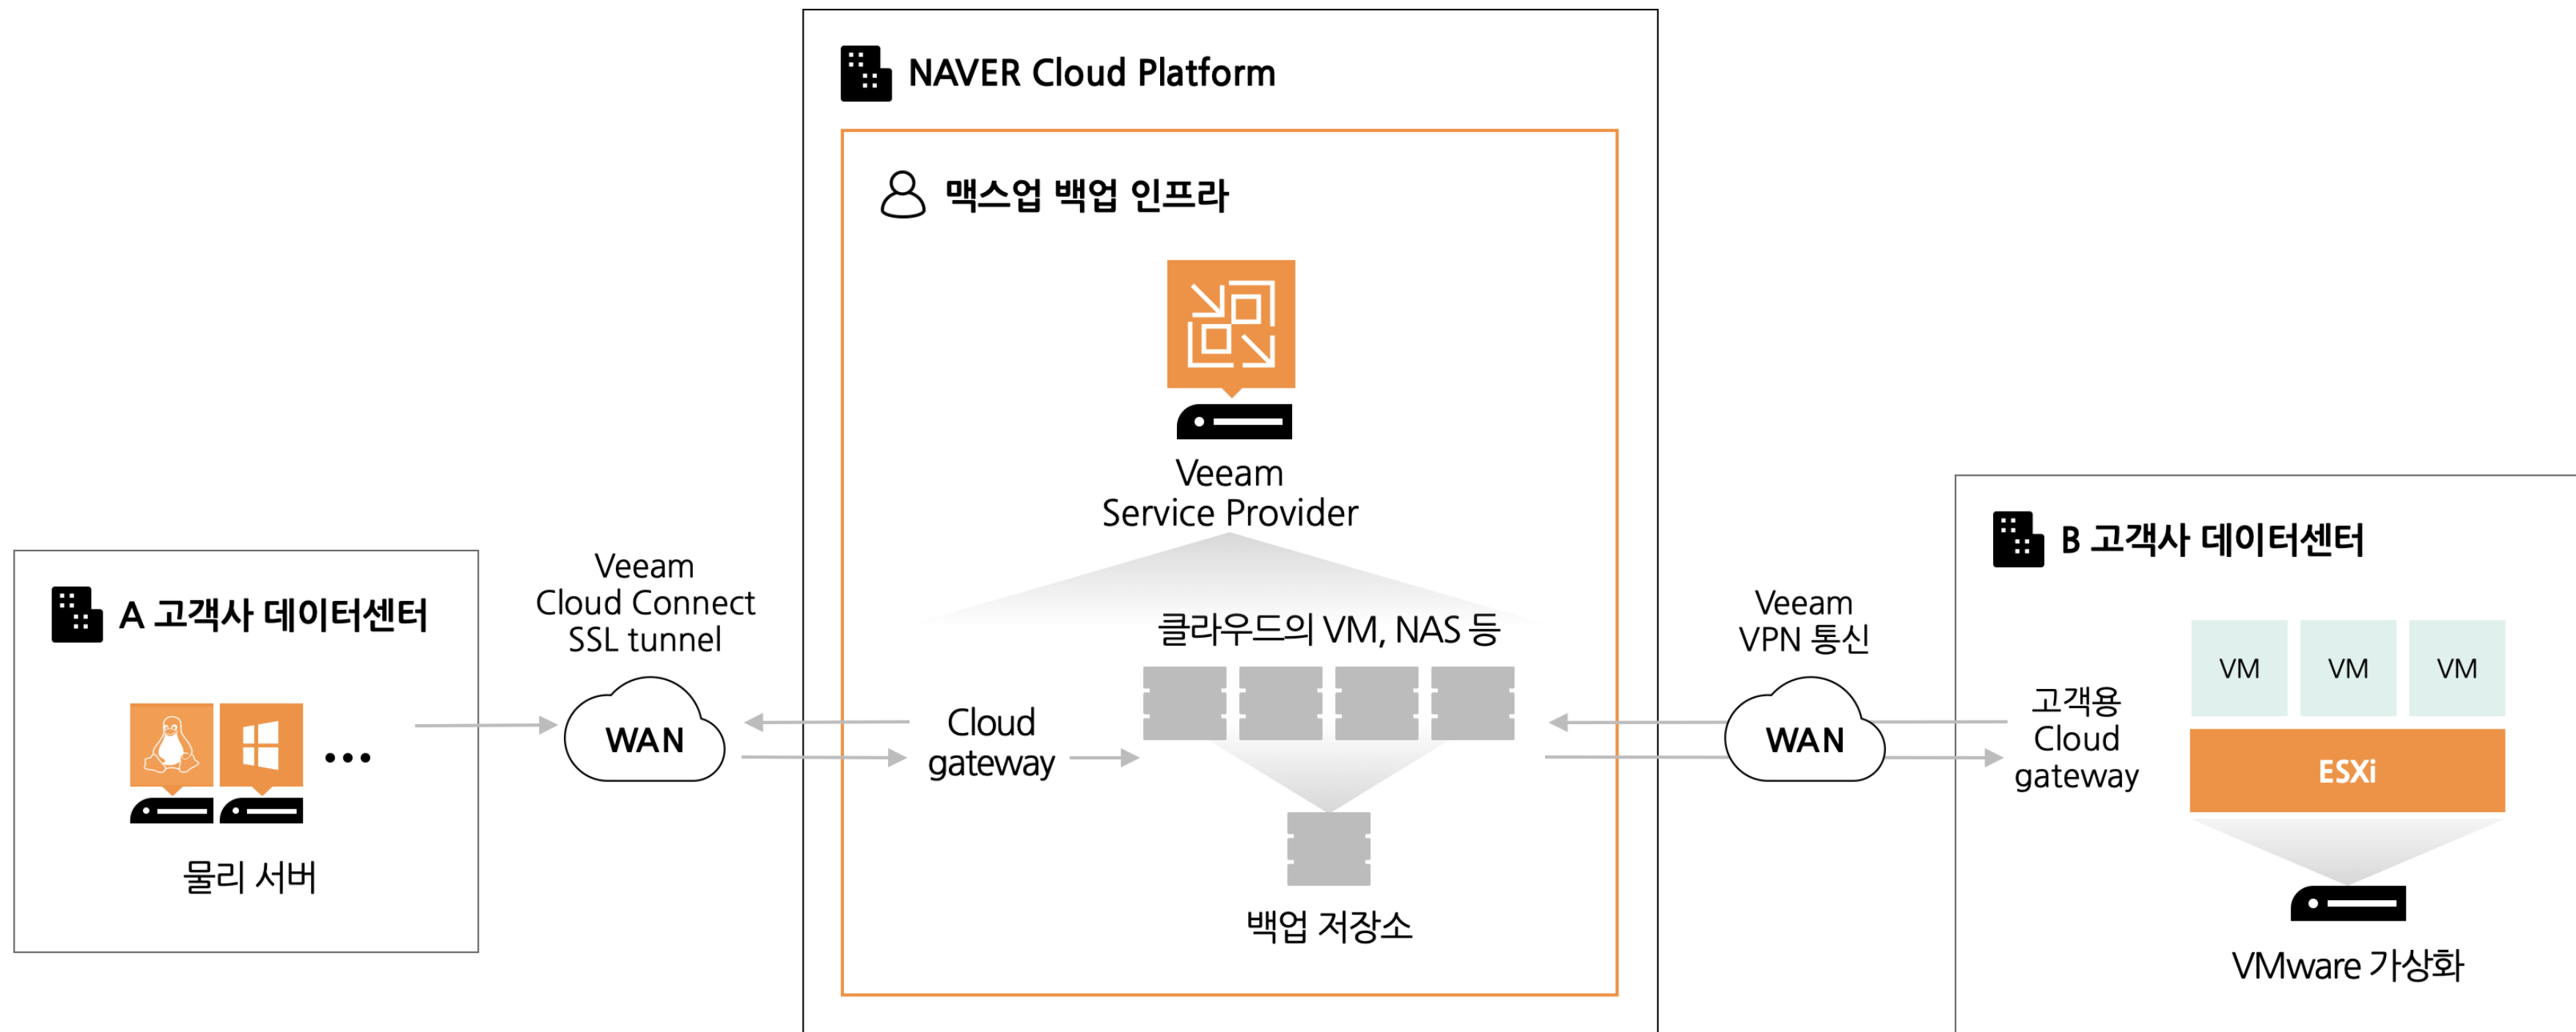 NAVER Cloud Platform
맥스업 백업 인프라
Veeam
Service Provider
A 고객사 데이터센터
물리 서버
Veeam
Cloud Connect
SSL tunnel
WAN
Cloud
gateway
클라우드의 VM, NAS 등
백업 저장소
Veeam
VPN 통신
WAN
B 고객사 데이터센터
고객용
Cloud
gateway
VM VM VM
ESXi
VMware 가상화